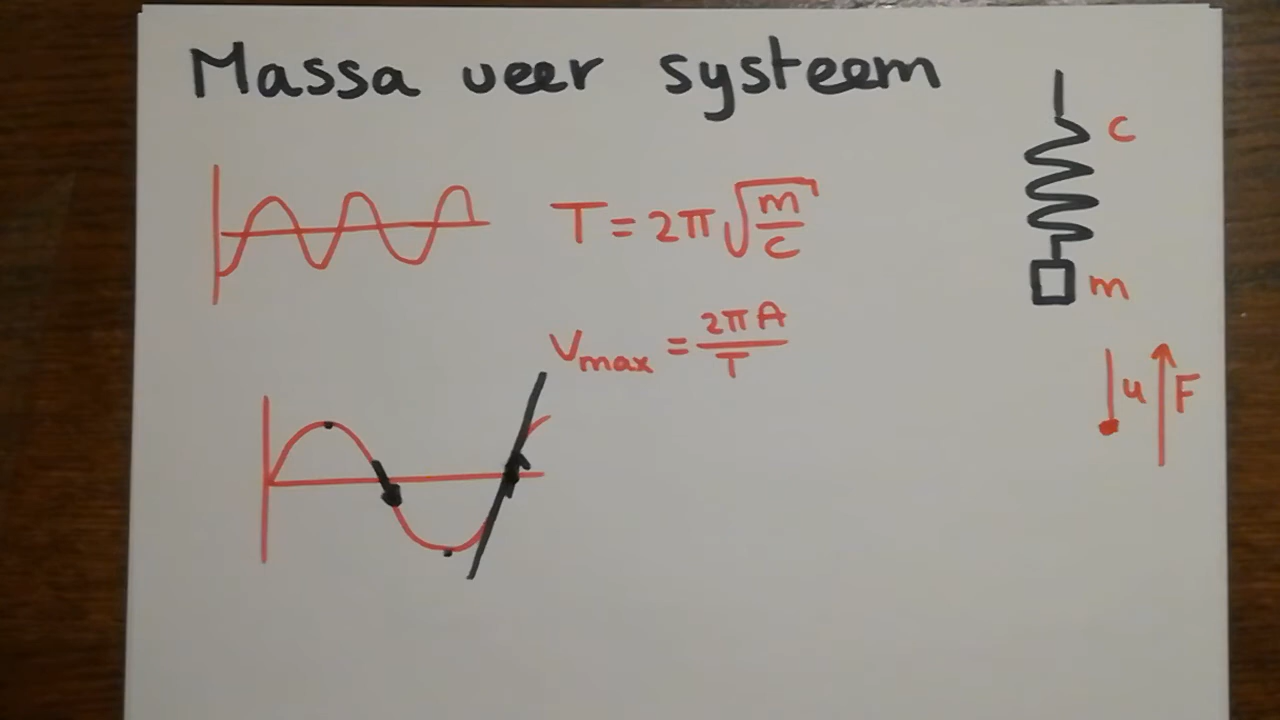 Massa veer systeem
c
T = 2π√(m/c)
m
Vmax = 2πA/T
u F